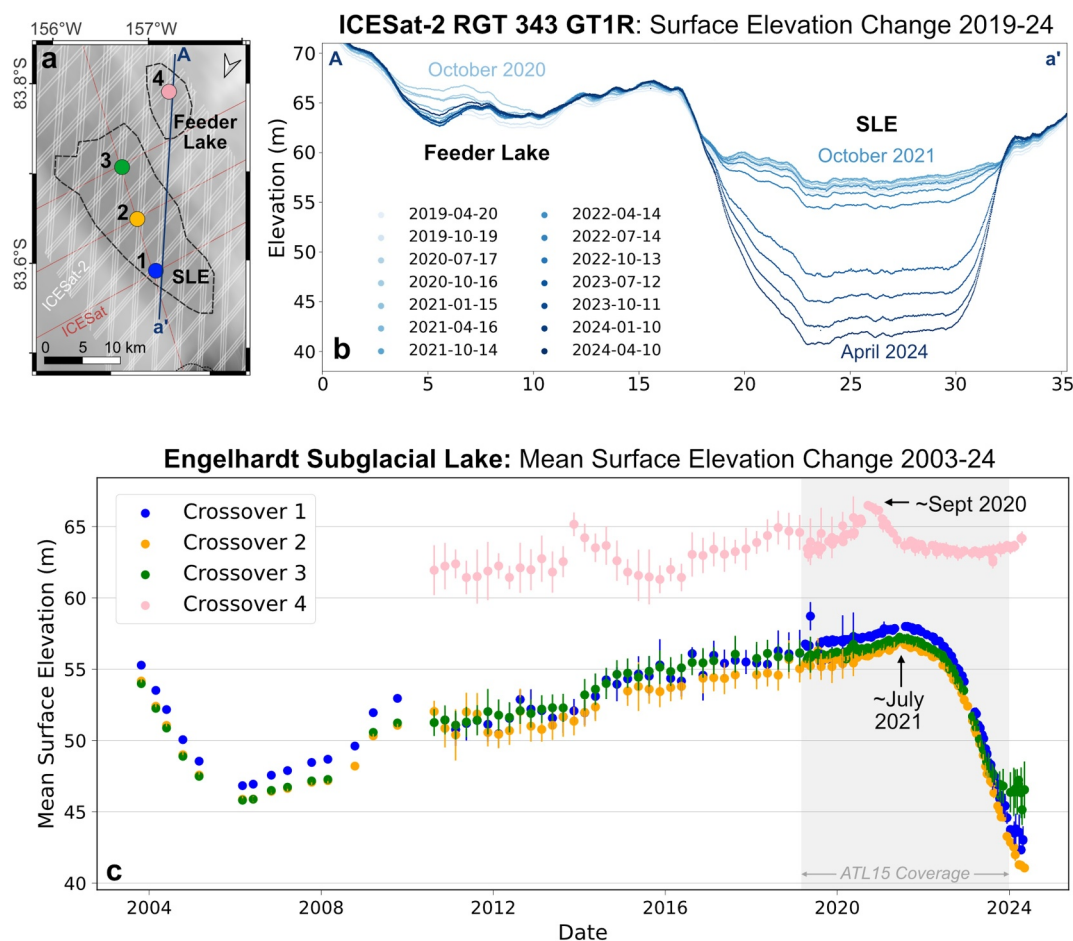 156°W 157°W
83.8°S
83.6°S
a
A
4
Feeder
Lake
3
2
1
SLE
ICESat-2
ICESat
a'
0 5 10 km
ICESat-2 RGT 343 GT1R: Surface Elevation Change 2019-24
Elevation (m)
70
65
60
55
50
45
40
A
a'
October 2020
Feeder Lake
SLE
October 2021
2019-04-20
2019-10-19
2020-07-17
2020-10-16
2021-01-15
2021-04-16
2021-10-14
2022-04-14
2022-07-14
2022-10-13
2023-07-12
2023-10-11
2024-01-10
2024-04-10
April 2024
b
0 5 10 15 20 25 30 35
Engelhardt Subglacial Lake: Mean Surface Elevation Change 2003-24
Mean Surface Elevation (m)
65
60
55
50
45
40
Crossover 1
Crossover 2
Crossover 3
Crossover 4
~Sept 2020
~July
2021
ATL15 Coverage
c
2004 2008 2012 2016 2020 2024
Date